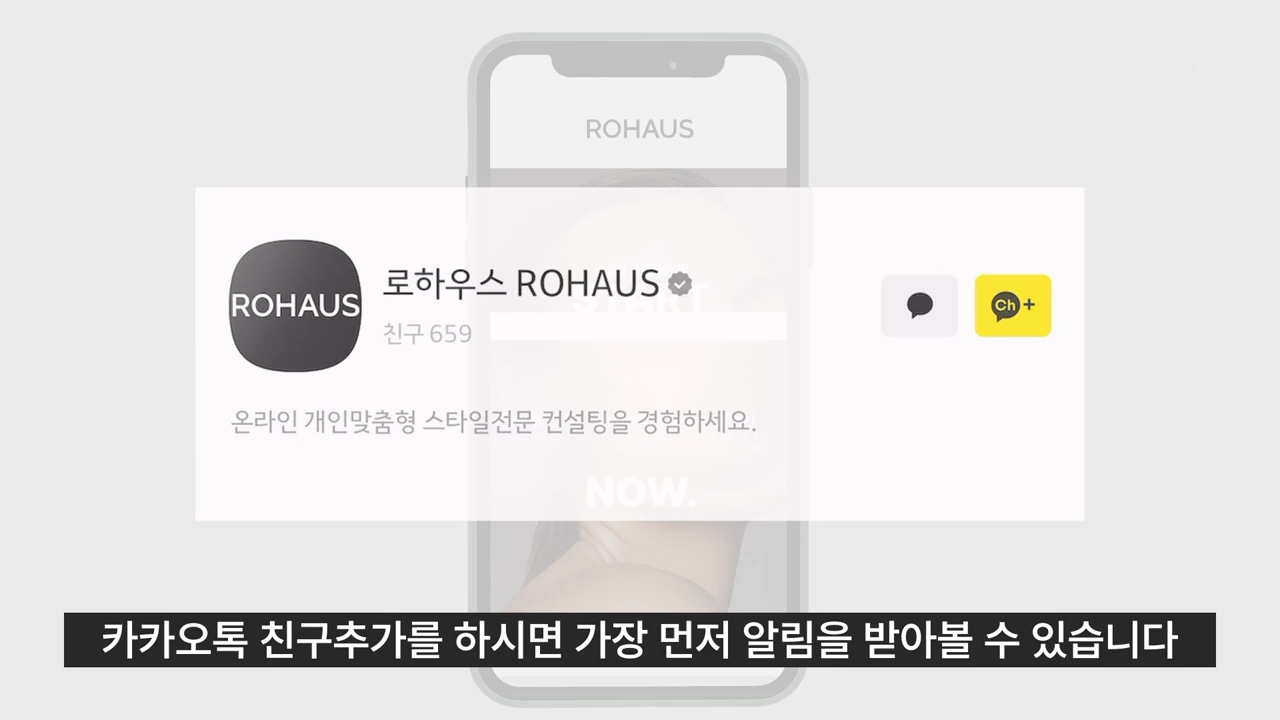 ROHAUS
START
ROHAUS
로하우스 ROHAUS
친구 659
Ch+
온라인 개인맞춤형 스타일전문 컨설팅을 경험하세요.
NOW.
카카오톡 친구추가를 하시면 가장 먼저 알림을 받아볼 수 있습니다